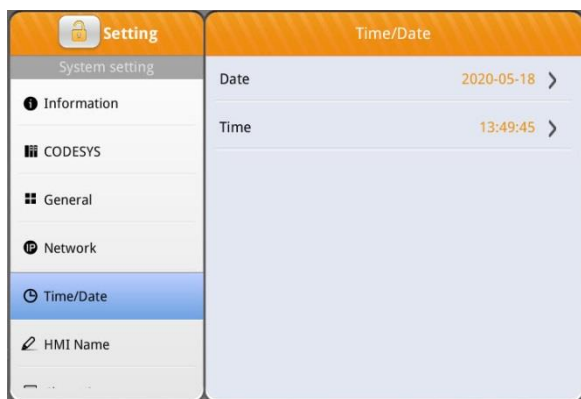 Setting
System setting
Information
CODESYS
General
IP Network
Time/Date
HMI Name
Time/Date
Date 2020-05-18
Time 13:49:45